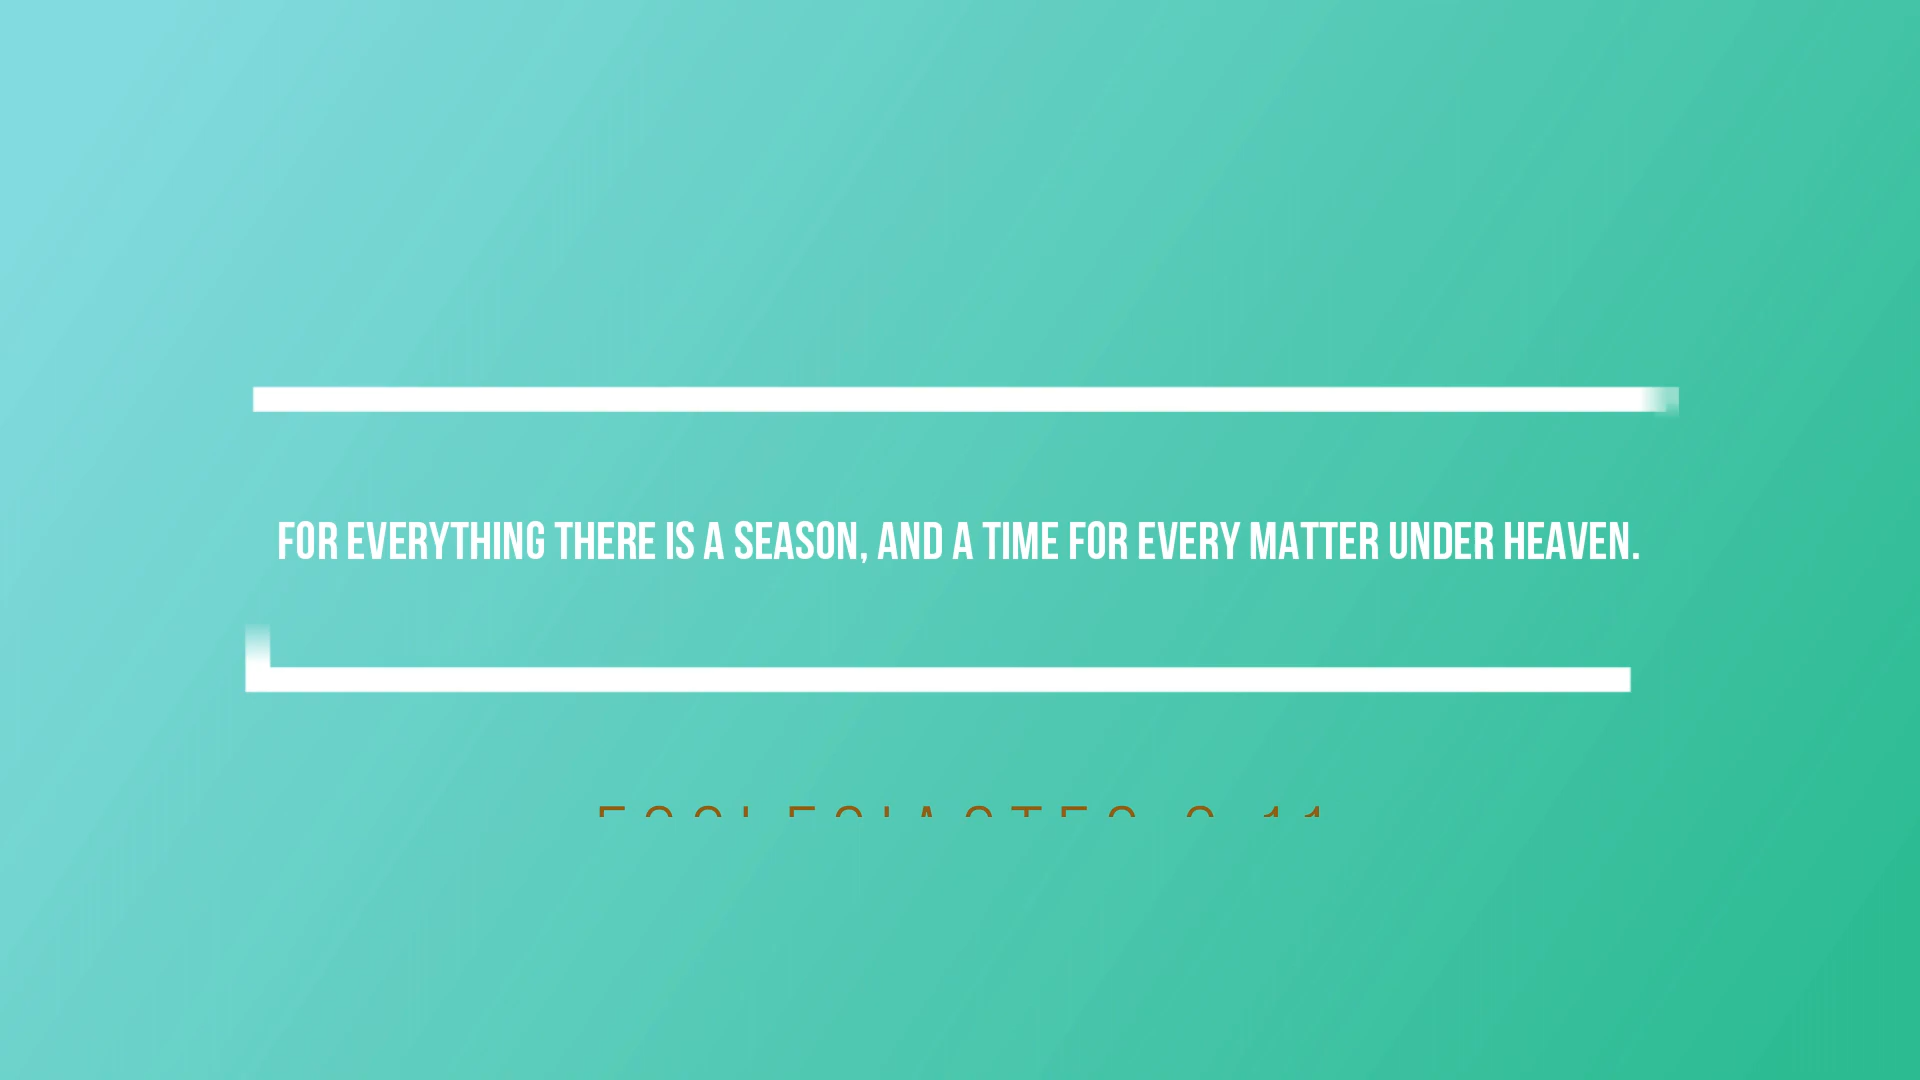 FOR EVERYTHING THERE IS A SEASON, AND A TIME FOR EVERY MATTER UNDER HEAVEN.